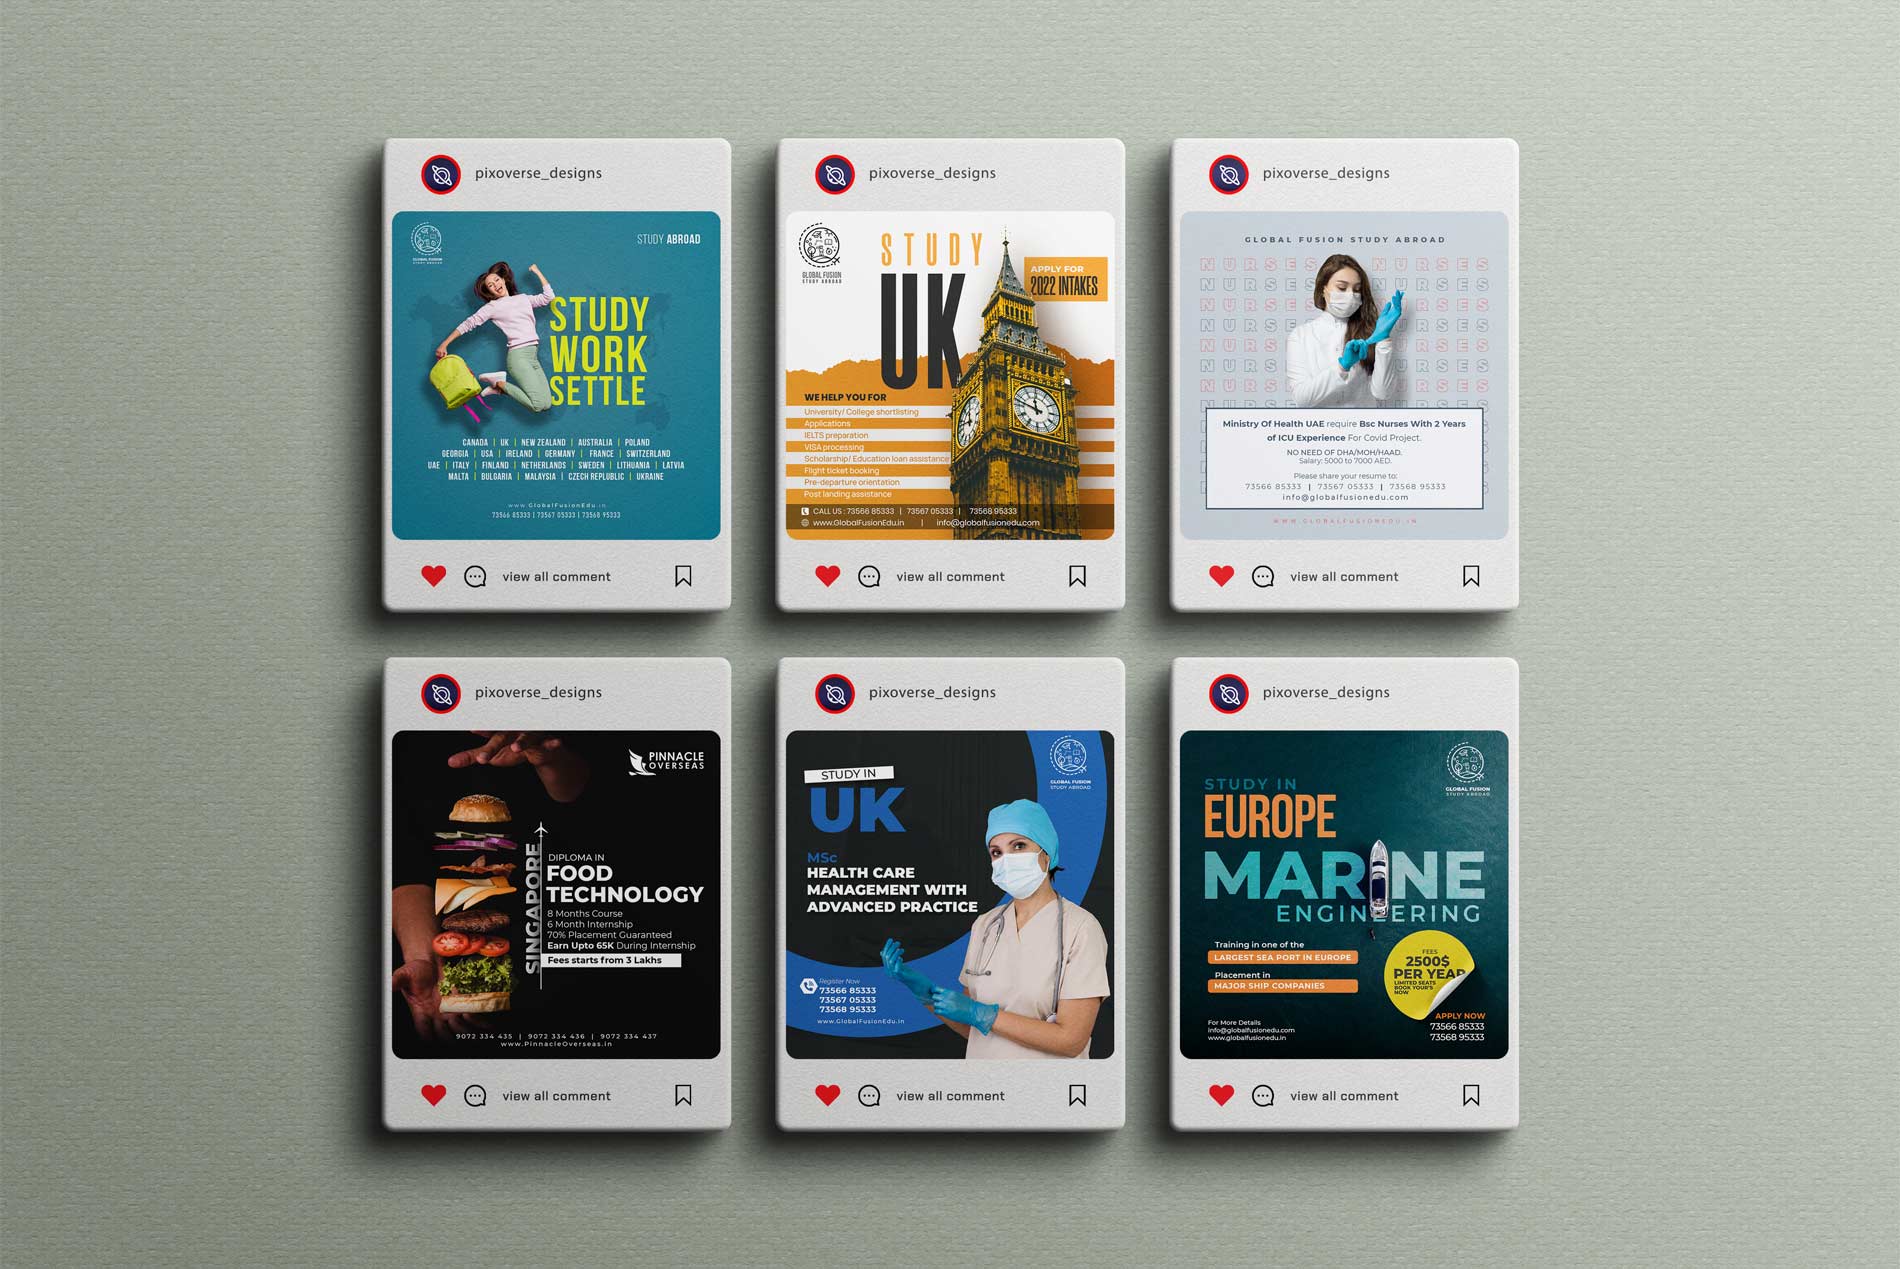 pixoverse_designs
GLOBAL FUSION
STUDY ABROAD
STUDY ABROAD
STUDY
WORK
SETTLE
CANADA | UK | NEW ZEALAND | AUSTRALIA | POLAND
GEORGIA | USA | IRELAND | GERMANY | FRANCE | SWITZERLAND
UAE | ITALY | FINLAND | NETHERLANDS | SWEDEN | LITHUANIA | LATVIA
MALTA | BULGARIA | MALAYSIA | CZECH REPLUBLIC | UKRAINE
www.GlobalFusionEdu.in
73566 85333 | 73567 05333 | 73568 95333
view all comment
pixoverse_designs
GLOBAL FUSION
STUDY ABROAD
STUDY
UK
APPLY FOR
2022 INTAKES
WE HELP YOU FOR
University/ College shortlisting
Applications
IELTS preparation
VISA processing
Scholarship/ Education loan assistance
Flight ticket booking
Pre-departure orientation
Post landing assistance
CALL US : 73566 85333 | 73567 05333 | 73568 95333
www.GlobalFusionEdu.in | info@globalfusionedu.com
view all comment
pixoverse_designs
GLOBAL FUSION STUDY ABROAD
NURSES NURSES
NURSES NURSES
NURSES NURSES
NURSES NURSES
NURSES NURSES
NURSES NURSES
NURSES NURSES
NURSES NURSES
Ministry Of Health UAE require Bsc Nurses With 2 Years
of ICU Experience For Covid Project.
NO NEED OF DHA/MOH/HAAD.
Salary: 5000 to 7000 AED.
Please share your resume to:
73566 85333 | 73567 05333 | 73568 95333
info@globalfusionedu.com
WWW.GLOBALFUSIONEDU.IN
view all comment
pixoverse_designs
PINNACLE
OVERSEAS
SINGAPORE
DIPLOMA IN
FOOD
TECHNOLOGY
8 Months Course
6 Month Internship
70% Placement Guaranteed
Earn Upto 65K During Internship
Fees starts from 3 Lakhs
9072 334 435 | 9072 334 436 | 9072 334 437
www.PinnacleOverseas.in
view all comment
pixoverse_designs
GLOBAL FUSION
STUDY ABROAD
STUDY IN
UK
MSc
HEALTH CARE
MANAGEMENT WITH
ADVANCED PRACTICE
Register Now
73566 85333
73567 05333
73568 95333
www.GlobalFusionEdu.in
view all comment
pixoverse_designs
GLOBAL FUSION
STUDY ABROAD
STUDY IN
EUROPE
MARINE
ENGINEERING
Training in one of the
LARGEST SEA PORT IN EUROPE
Placement in
MAJOR SHIP COMPANIES
FEES
2500$
PER YEAR
LIMITED SEATS
BOOK YOUR'S
NOW
APPLY NOW
73566 85333
73568 95333
For More Details
info@globalfusionedu.com
www.globalfusionedu.in
view all comment